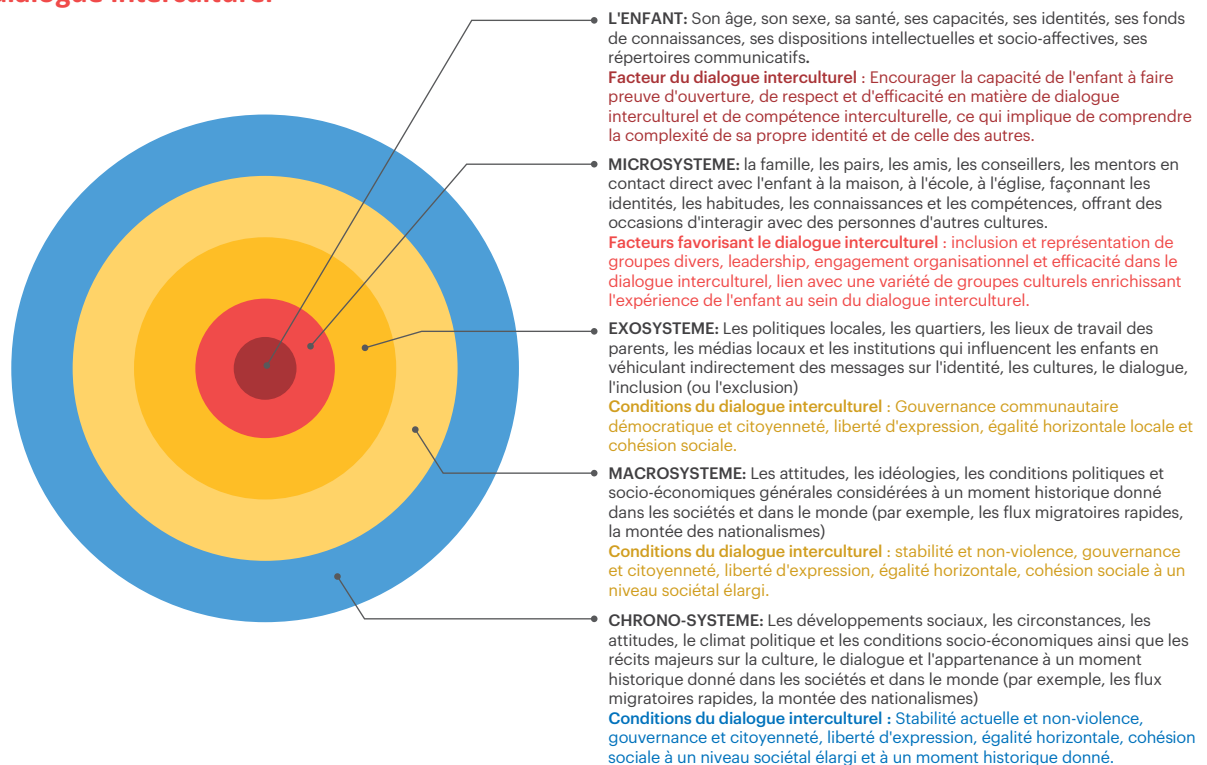 dialogue interculturel
L'ENFANT: Son âge, son sexe, sa santé, ses capacités, ses identités, ses fonds
de connaissances, ses dispositions intellectuelles et socio-affectives, ses
répertoires communicatifs.
Facteur du dialogue interculturel : Encourager la capacité de l'enfant à faire
preuve d'ouverture, de respect et d'efficacité en matière de dialogue
interculturel et de compétence interculturelle, ce qui implique de comprendre
la complexité de sa propre identité et de celle des autres.
MICROSYSTEME: la famille, les pairs, les amis, les conseillers, les mentors en
contact direct avec l'enfant à la maison, à l'école, à l'église, façonnant les
identités, les habitudes, les connaissances et les compétences, offrant des
occasions d'interagir avec des personnes d'autres cultures.
Facteurs favorisant le dialogue interculturel : inclusion et représentation de
groupes divers, leadership, engagement organisationnel et efficacité dans le
dialogue interculturel, lien avec une variété de groupes culturels enrichissant
l'expérience de l'enfant au sein du dialogue interculturel.
EXOSYSTEME: Les politiques locales, les quartiers, les lieux de travail des
parents, les médias locaux et les institutions qui influencent les enfants en
véhiculant indirectement des messages sur l'identité, les cultures, le dialogue,
l'inclusion (ou l'exclusion)
Conditions du dialogue interculturel : Gouvernance communautaire
démocratique et citoyenneté, liberté d'expression, égalité horizontale locale et
cohésion sociale.
MACROSYSTEME: Les attitudes, les idéologies, les conditions politiques et
socio-économiques générales considérées à un moment historique donné
dans les sociétés et dans le monde (par exemple, les flux migratoires rapides,
la montée des nationalismes)
Conditions du dialogue interculturel : stabilité et non-violence, gouvernance
et citoyenneté, liberté d'expression, égalité horizontale, cohésion sociale à un
niveau sociétal élargi.
CHRONO-SYSTEME: Les développements sociaux, les circonstances, les
attitudes, le climat politique et les conditions socio-économiques ainsi que les
récits majeurs sur la culture, le dialogue et l'appartenance à un moment
historique donné dans les sociétés et dans le monde (par exemple, les flux
migratoires rapides, la montée des nationalismes)
Conditions du dialogue interculturel : Stabilité actuelle et non-violence,
gouvernance et citoyenneté, liberté d'expression, égalité horizontale, cohésion
sociale à un niveau sociétal élargi et à un moment historique donné.